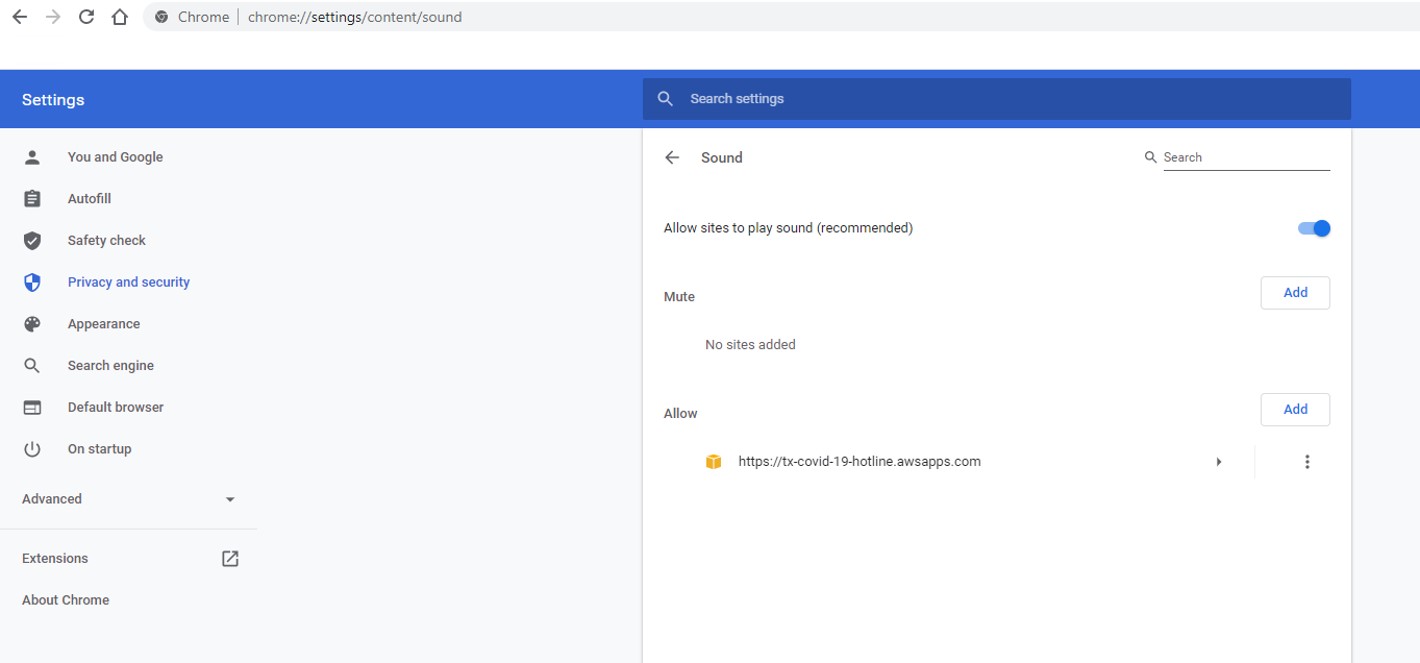 Chrome | chrome://settings/content/sound
Settings
Search settings
You and Google
Autofill
Safety check
Privacy and security
Appearance
Search engine
Default browser
On startup
Advanced
Extensions
About Chrome
Sound
Search
Allow sites to play sound (recommended)
Mute
Add
No sites added
Allow
Add
https://tx-covid-19-hotline.awsapps.com